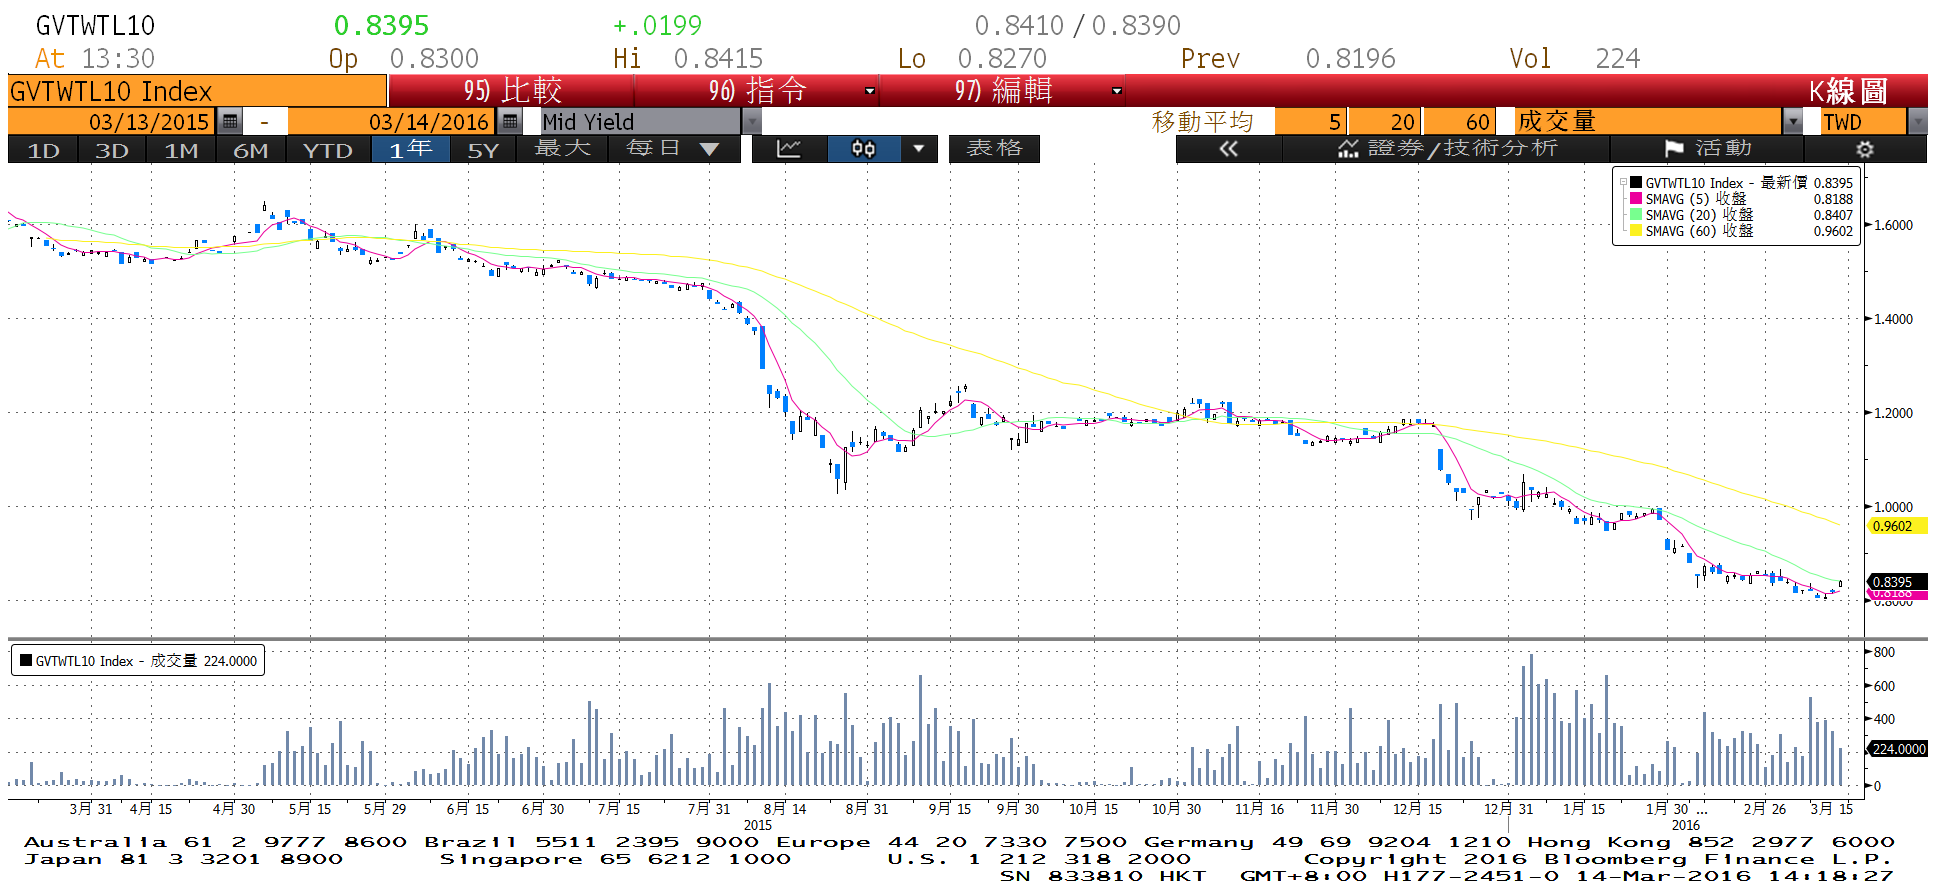 GVTWTL10 0.8395 +.0199 0.8410 / 0.8390
At 13:30 Op 0.8300 Hi 0.8415 Lo 0.8270 Prev 0.8196 Vol 224
GVTWTL10 Index 95) 比較 96) 指令 97) 編輯 K線圖
03/13/2015 - 03/14/2016 Mid Yield 移動平均 5 20 60 成交量 TWD
1D 3D 1M 6M YTD 1年 5Y 最大 每日 表格 證券/技術分析 活動
GVTWTL10 Index - 最新價 0.8395
SMAVG (5) 收盤 0.8188
SMAVG (20) 收盤 0.8407
SMAVG (60) 收盤 0.9602
1.6000
1.4000
1.2000
1.0000
0.9602
0.8395
0.8188
0.8000
GVTWTL10 Index - 成交量 224.0000
800
600
400
224.0000
0
3月 31 4月 15 4月 30 5月 15 5月 29 6月 15 6月 30 7月 15 7月 31 8月 14 8月 31 9月 15 9月 30 10月 15 10月 30 11月 16 11月 30 12月 15 12月 31 1月 15 1月 30 ... 2月 26 3月 15
2015 2016
Australia 61 2 9777 8600 Brazil 5511 2395 9000 Europe 44 20 7330 7500 Germany 49 69 9204 1210 Hong Kong 852 2977 6000
Japan 81 3 3201 8900 Singapore 65 6212 1000 U.S. 1 212 318 2000 Copyright 2016 Bloomberg Finance L.P.
SN 833810 HKT GMT+8:00 H177-2451-0 14-Mar-2016 14:18:27